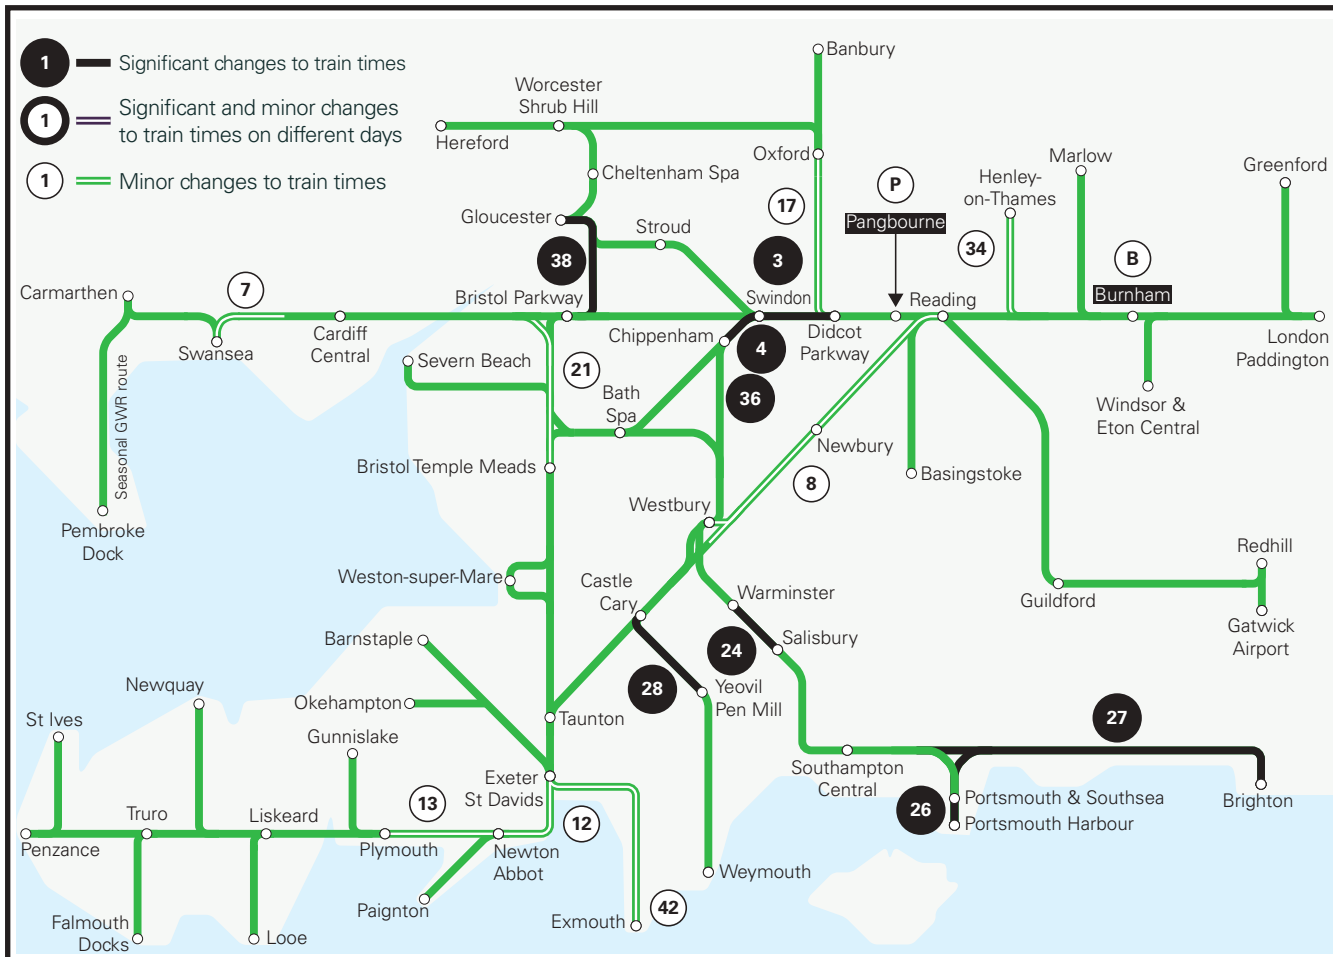 1 Significant changes to train times
1 Significant and minor changes
to train times on different days
1 Minor changes to train times
Banbury
Worcester
Shrub Hill
Hereford
Oxford
Marlow
Greenford
Cheltenham Spa
P
Henley-
on-Thames
17
Gloucester
Stroud
Pangbourne
34
38
3
B
Carmarthen
7
Bristol Parkway
Swindon
Reading
Burnham
Swansea
Cardiff
Central
Chippenham
4
Didcot
Parkway
London
Paddington
Severn Beach
21
36
Bath
Spa
Windsor &
Eton Central
Seasonal GWR route
Newbury
Bristol Temple Meads
8
Basingstoke
Westbury
Pembroke
Dock
Redhill
Weston-super-Mare
Castle
Cary
Warminster
Guildford
Gatwick
Airport
Barnstaple
24
Salisbury
Newquay
Okehampton
28
Yeovil
Pen Mill
St Ives
Gunnislake
Taunton
27
Exeter
St Davids
Southampton
Central
Portsmouth & Southsea
26
Portsmouth Harbour
Brighton
Truro
Liskeard
13
12
Penzance
Plymouth
Newton
Abbot
Weymouth
Paignton
Falmouth
Docks
Looe
Exmouth
42